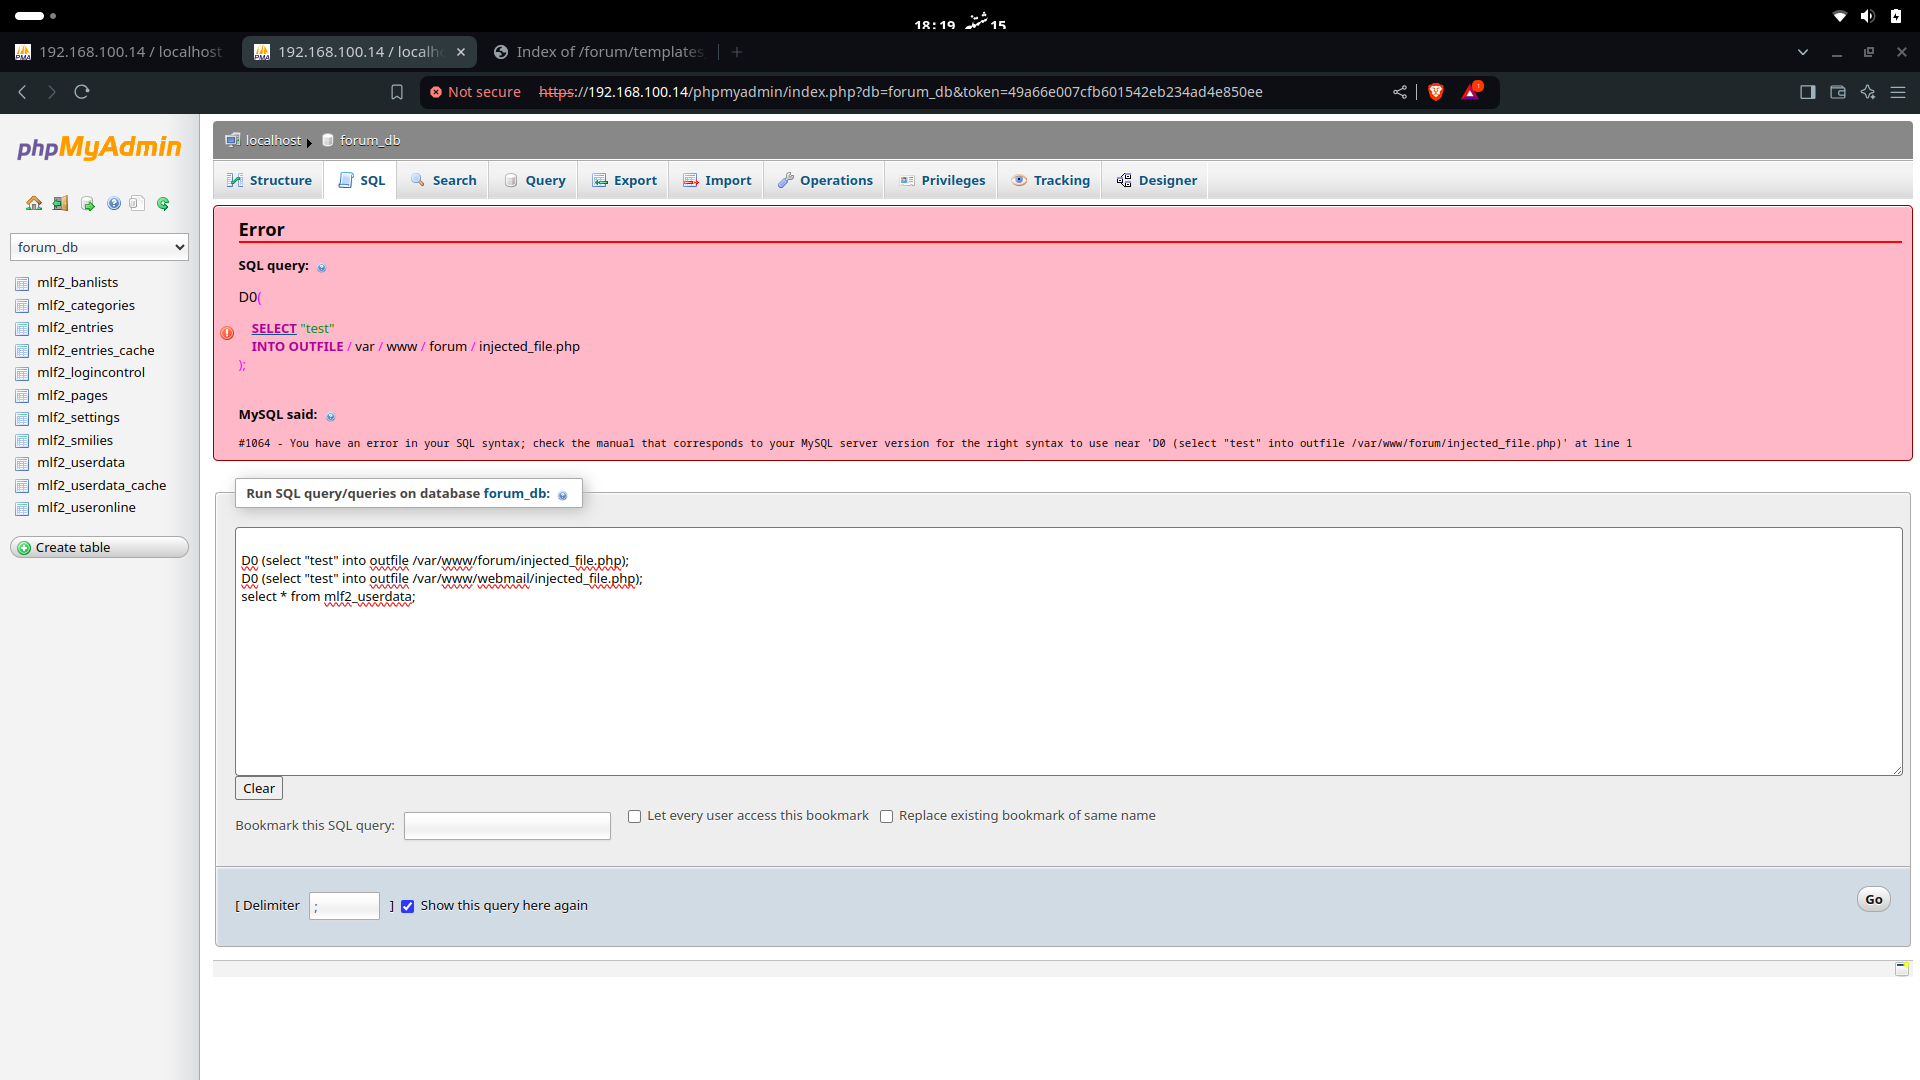 18:19 شنبه 15
192.168.100.14 / localhost
192.168.100.14 / localh
Index of /forum/templates
Not secure https://192.168.100.14/phpmyadmin/index.php?db=forum_db&token=49a66e007cfb601542eb234ad4e850ee
1
phpMyAdmin
forum_db
mlf2_banlists
mlf2_categories
mlf2_entries
mlf2_entries_cache
mlf2_logincontrol
mlf2_pages
mlf2_settings
mlf2_smilies
mlf2_userdata
mlf2_userdata_cache
mlf2_useronline
Create table
localhost forum_db
Structure SQL Search Query Export Import Operations Privileges Tracking Designer
Error
SQL query:
D0(
SELECT "test"
INTO OUTFILE / var / www / forum / injected_file.php
);
MySQL said:
#1064 - You have an error in your SQL syntax; check the manual that corresponds to your MySQL server version for the right syntax to use near 'D0 (select "test" into outfile /var/www/forum/injected_file.php)' at line 1
Run SQL query/queries on database forum_db:
D0 (select "test" into outfile /var/www/forum/injected_file.php);
D0 (select "test" into outfile /var/www/webmail/injected_file.php);
select * from mlf2_userdata;
Clear
Bookmark this SQL query: Let every user access this bookmark Replace existing bookmark of same name
[ Delimiter ; ] Show this query here again
Go